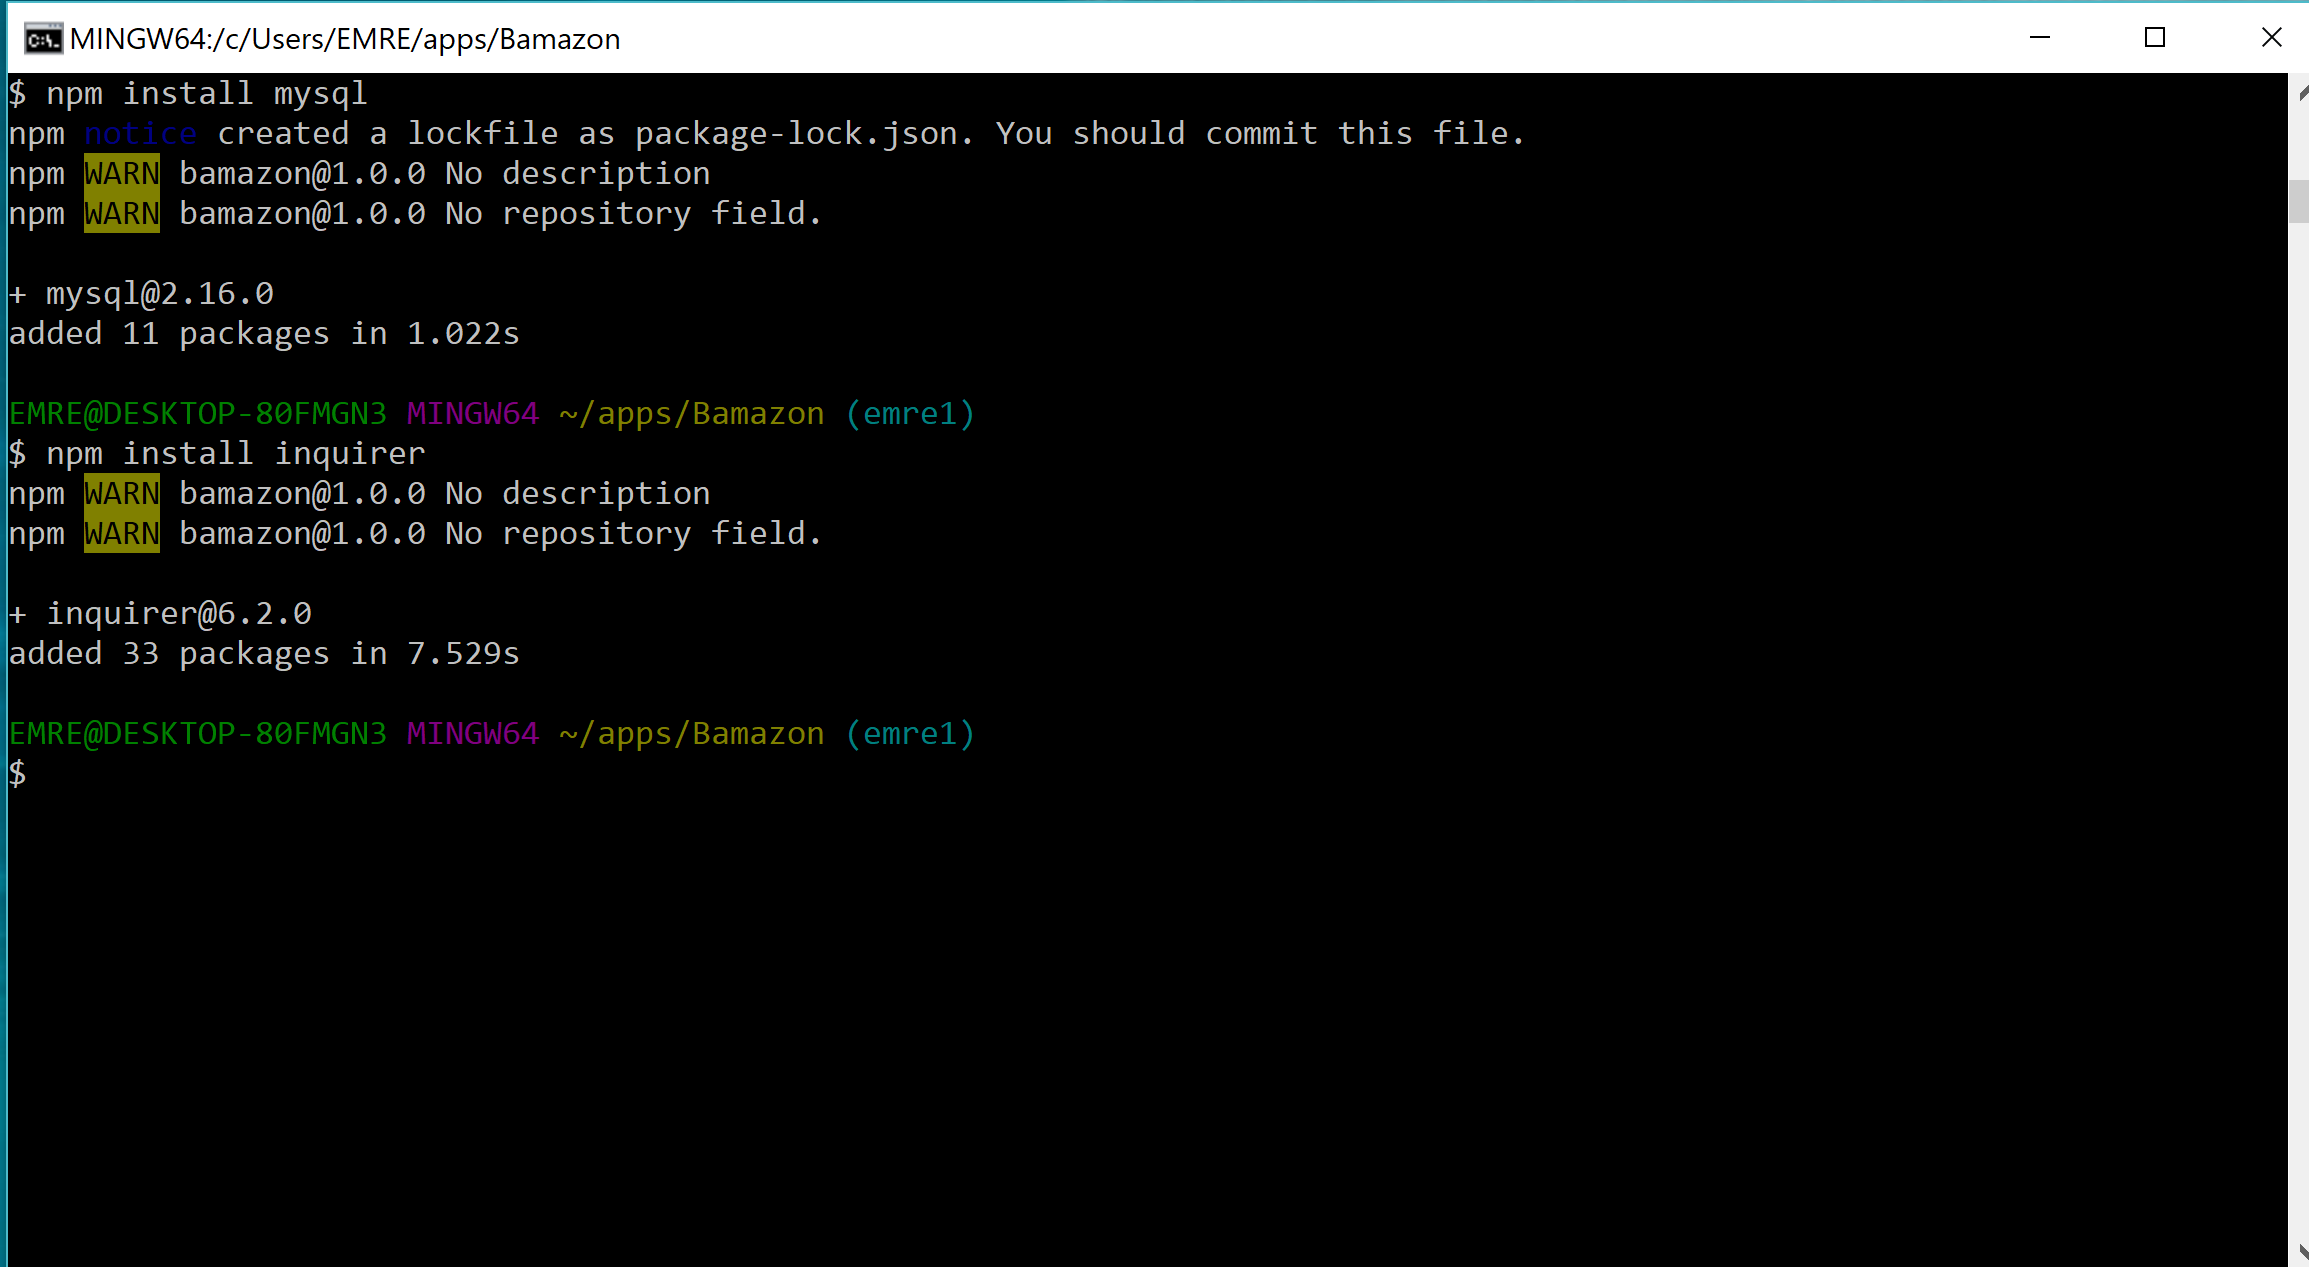 C:\.
MINGW64:/c/Users/EMRE/apps/Bamazon
$ npm install mysql
npm notice created a lockfile as package-lock.json. You should commit this file.
npm WARN bamazon@1.0.0 No description
npm WARN bamazon@1.0.0 No repository field.
+ mysql@2.16.0
added 11 packages in 1.022s
EMRE@DESKTOP-80FMGN3 MINGW64 ~/apps/Bamazon (emre1)
$ npm install inquirer
npm WARN bamazon@1.0.0 No description
npm WARN bamazon@1.0.0 No repository field.
+ inquirer@6.2.0
added 33 packages in 7.529s
EMRE@DESKTOP-80FMGN3 MINGW64 ~/apps/Bamazon (emre1)
$